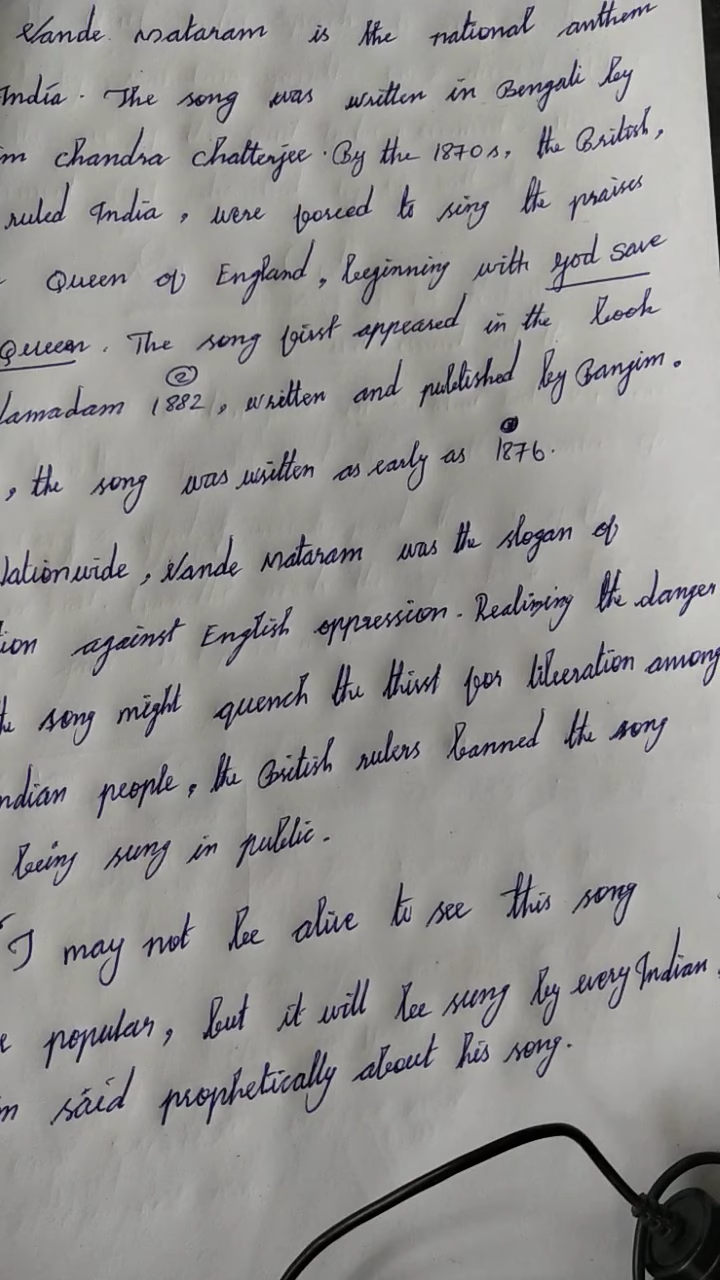 Vande Mataram is the national anthem
India. The song was written in Bengali by
m chandra chatterjee. By the 1870s, the British,
ruled India, were forced to sing the praises
Queen of England, beginning with god save
Queen. The song first appeared in the book
amadam 1882, written and published by Banjim.
, the song was written as early as 1876.
Nationwide, Vande Mataram was the slogan of
ion against English oppression. Realizing the danger
song might quench the thirst for liberation among
ndian people, the British rulers banned the song
being sung in public.
"I may not be alive to see this song
e popular, but it will be sung by every Indian.
m said prophetically about his song.